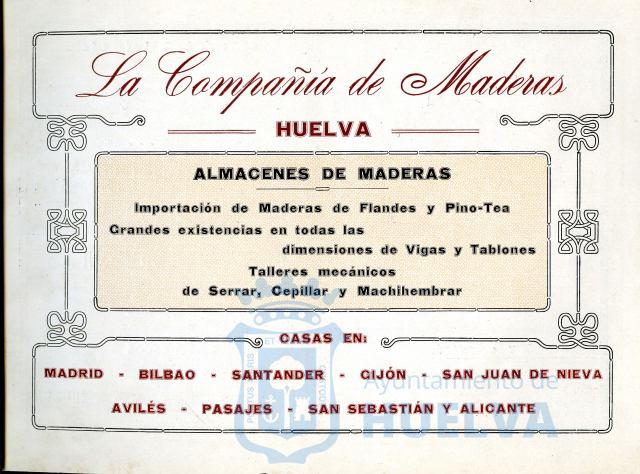 La Compañía de Maderas
HUELVA
ALMACENES DE MADERAS
Importación de Maderas de Flandes y Pino-Tea
Grandes existencias en todas las
dimensiones de Vigas y Tablones
Talleres mecánicos
de Serrar, Cepillar y Machihembrar
CASAS EN:
MADRID - BILBAO - SANTANDER - GIJÓN - SAN JUAN DE NIEVA
AVILÉS - PASAJES - SAN SEBASTIÁN Y ALICANTE
Ayuntamiento de
HUELVA